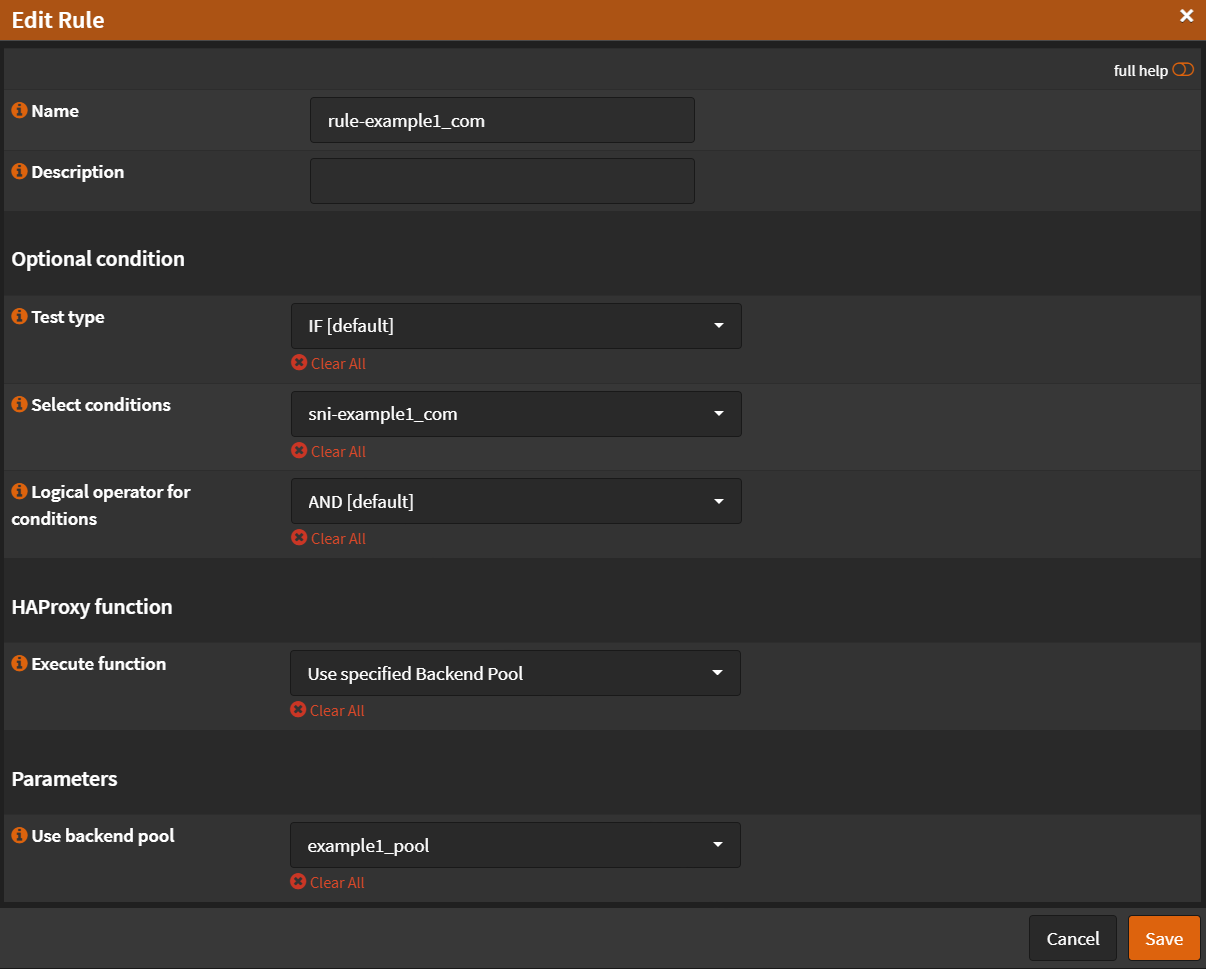 Edit Rule
full help
Name
rule-example1_com
Description
Optional condition
Test type
IF [default]
Clear All
Select conditions
sni-example1_com
Clear All
Logical operator for
conditions
AND [default]
Clear All
HAProxy function
Execute function
Use specified Backend Pool
Clear All
Parameters
Use backend pool
example1_pool
Clear All
Cancel
Save